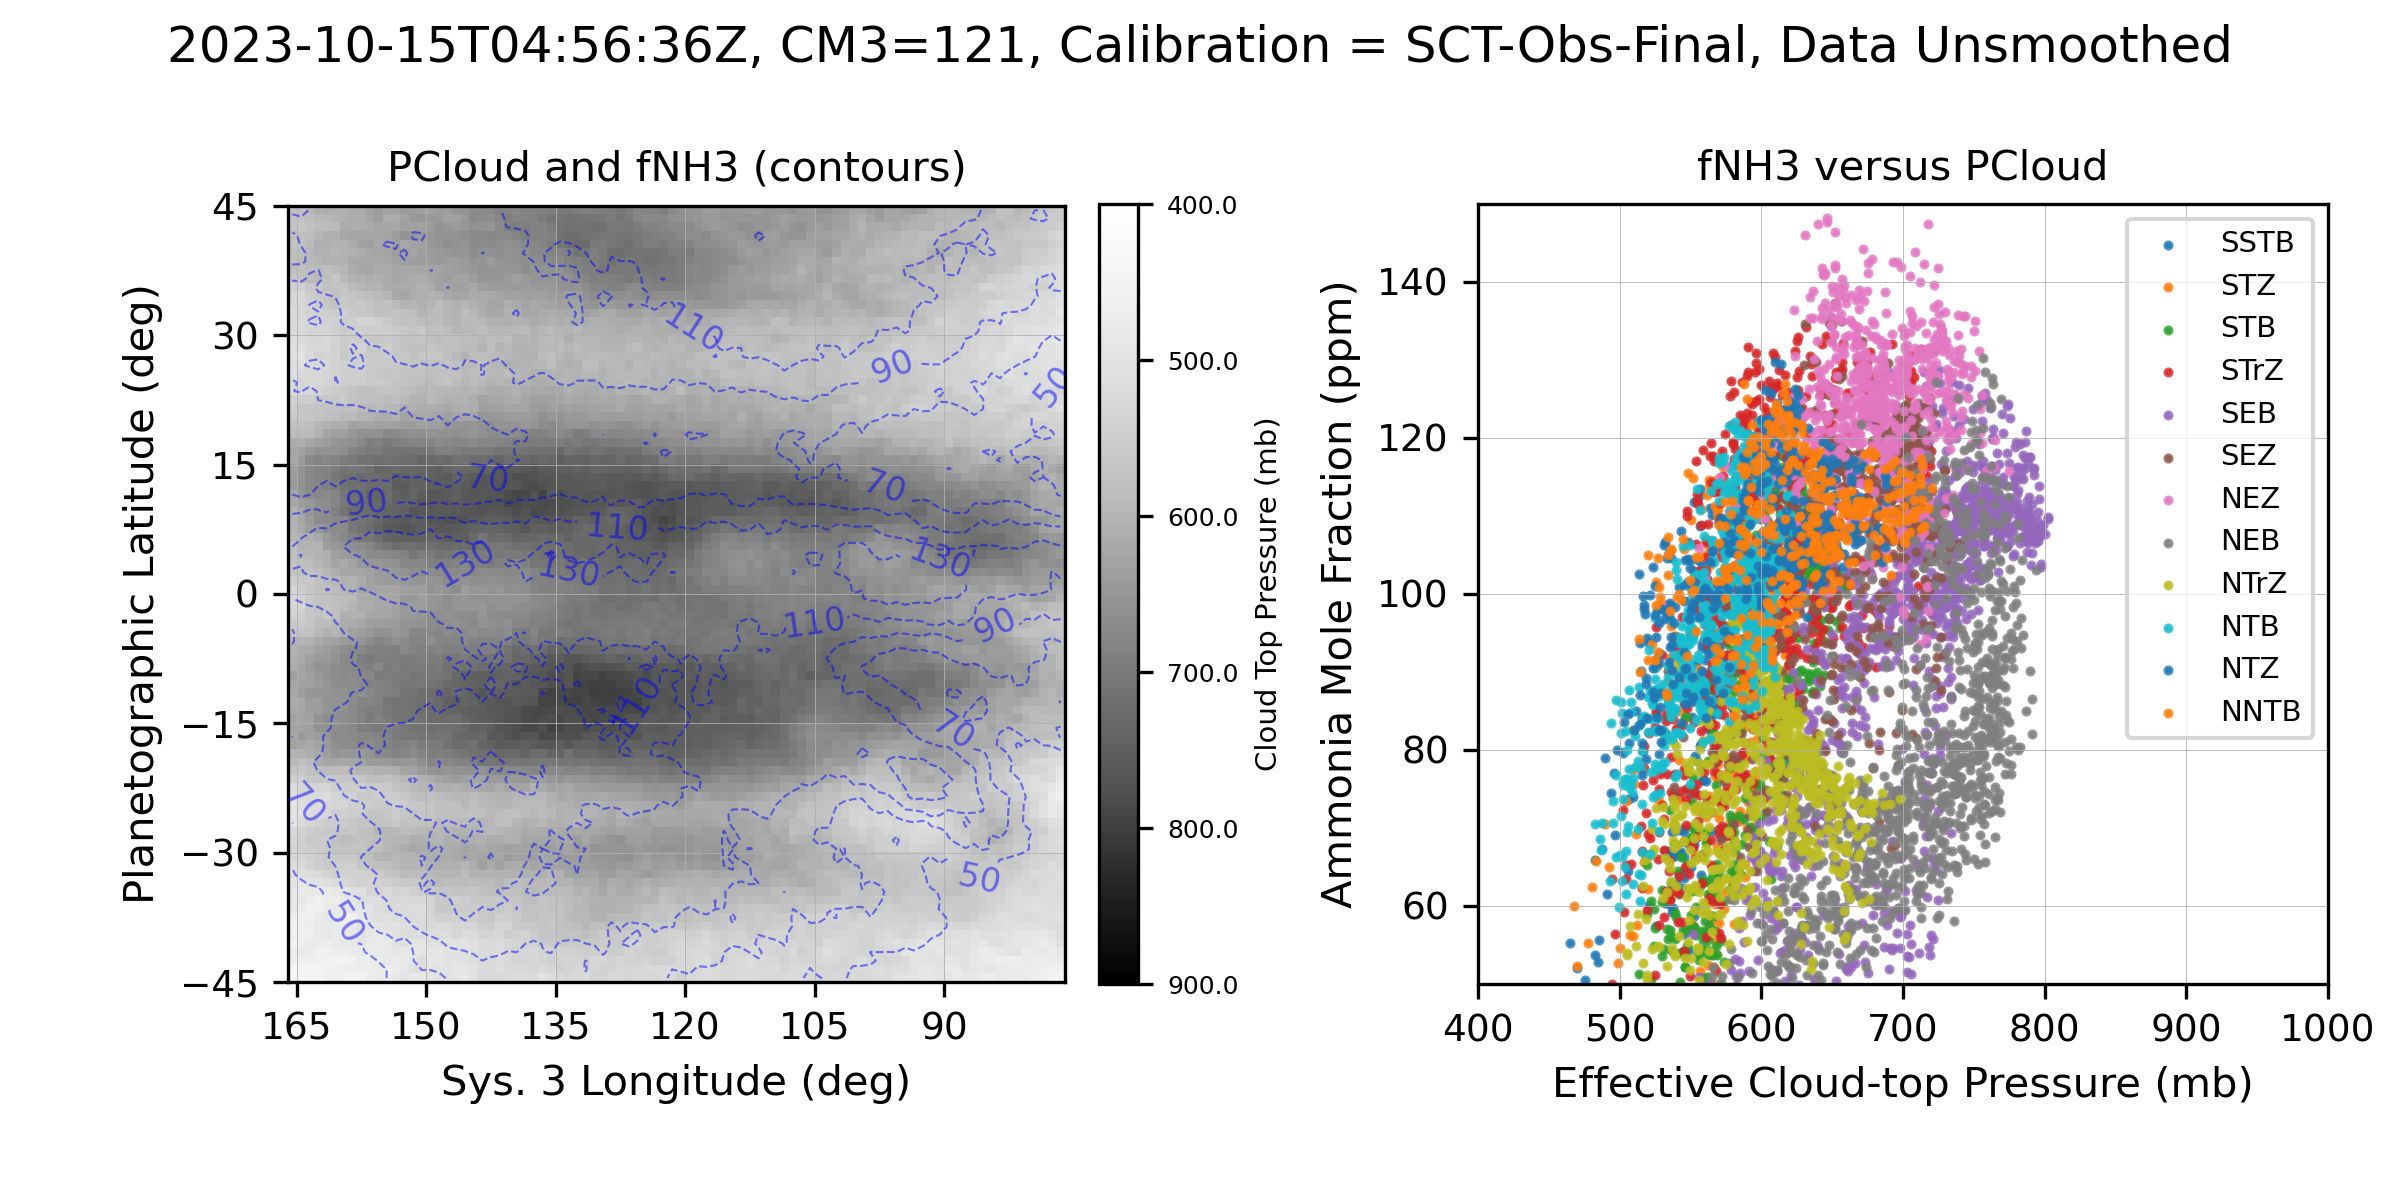 2023-10-15T04:56:36Z, CM3=121, Calibration = SCT-Obs-Final, Data Unsmoothed
PCloud and fNH3 (contours)
Planetographic Latitude (deg)
45
30
15
0
−15
−30
−45
165
150
135
120
105
90
Sys. 3 Longitude (deg)
110
90
50
70
90
70
110
130
130
130
110
90
110
70
70
50
50
400.0
500.0
600.0
700.0
800.0
900.0
Cloud Top Pressure (mb)
fNH3 versus PCloud
Ammonia Mole Fraction (ppm)
140
120
100
80
60
400
500
600
700
800
900
1000
Effective Cloud-top Pressure (mb)
SSTB
STZ
STB
STrZ
SEB
SEZ
NEZ
NEB
NTrZ
NTB
NTZ
NNTB